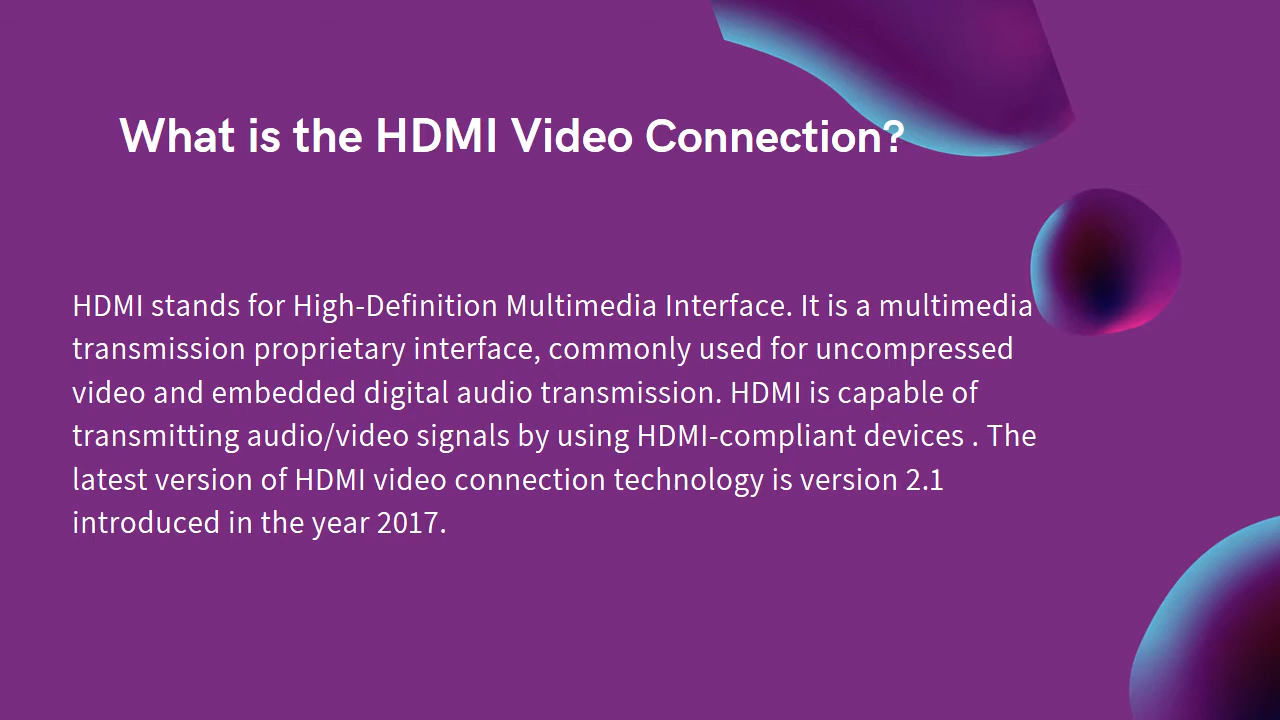 What is the HDMI Video Connection?
HDMI stands for High-Definition Multimedia Interface. It is a multimedia
transmission proprietary interface, commonly used for uncompressed
video and embedded digital audio transmission. HDMI is capable of
transmitting audio/video signals by using HDMI-compliant devices . The
latest version of HDMI video connection technology is version 2.1
introduced in the year 2017.